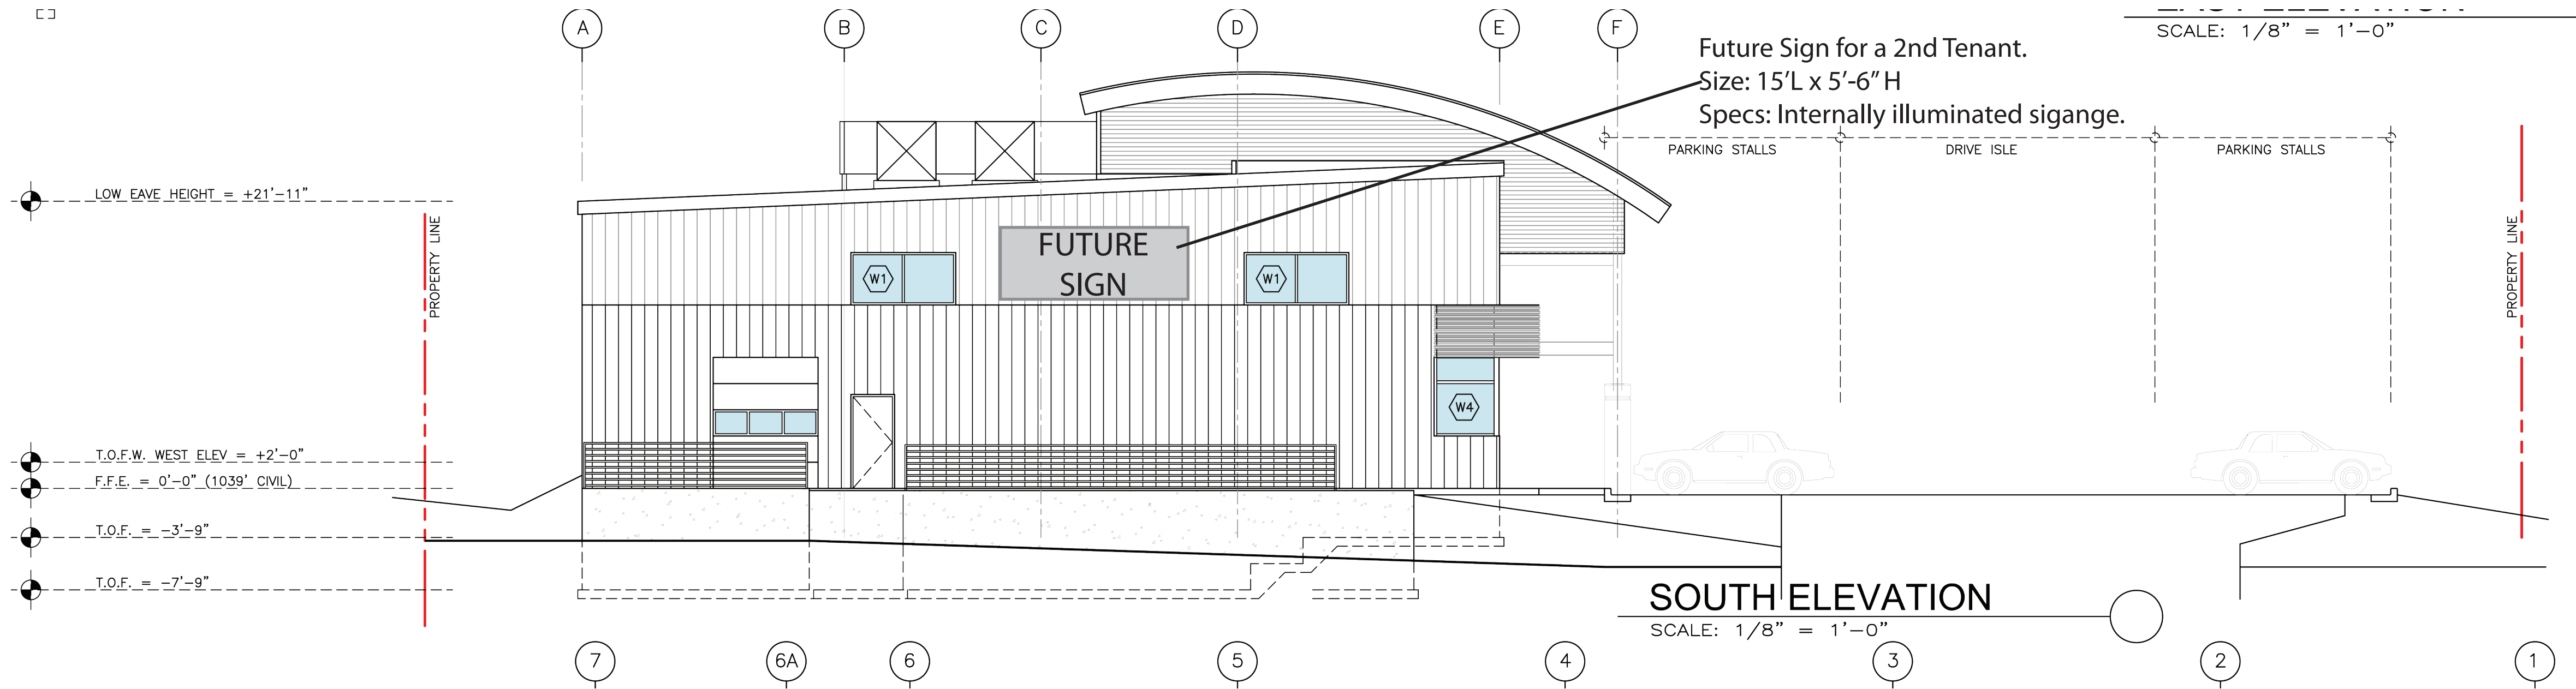 EAST ELEVATION
SCALE: 1/8" = 1'-0"
A B C D E F
Future Sign for a 2nd Tenant.
Size: 15'L x 5'-6" H
Specs: Internally illuminated sigange.
PARKING STALLS
DRIVE ISLE
PARKING STALLS
LOW EAVE HEIGHT = +21'-11"
PROPERTY LINE
FUTURE
SIGN
W1
W1
PROPERTY LINE
W4
T.O.F.W. WEST ELEV = +2'-0"
F.F.E. = 0'-0" (1039' CIVIL)
T.O.F. = -3'-9"
T.O.F. = -7'-9"
SOUTH ELEVATION
SCALE: 1/8" = 1'-0"
7 6A 6 5 4 3 2 1